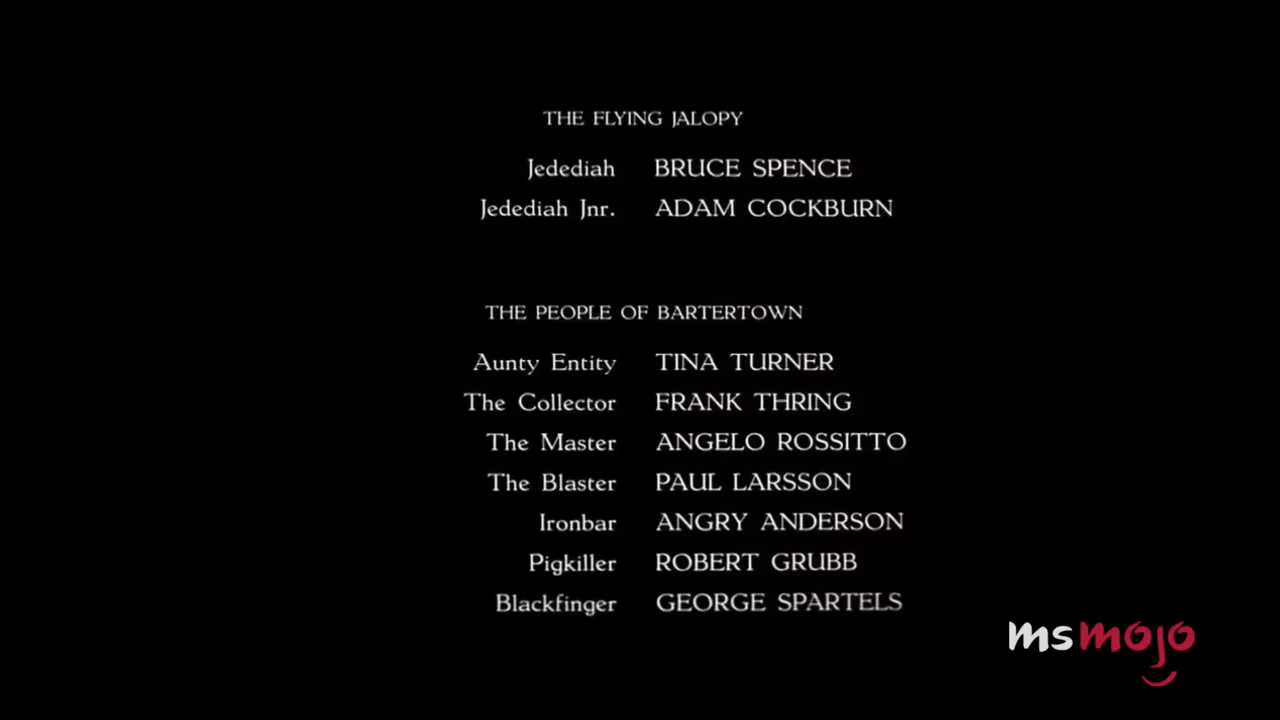 THE FLYING JALOPY
Jedediah BRUCE SPENCE
Jedediah Jnr. ADAM COCKBURN
THE PEOPLE OF BARTERTOWN
Aunty Entity TINA TURNER
The Collector FRANK THRING
The Master ANGELO ROSSITTO
The Blaster PAUL LARSSON
Ironbar ANGRY ANDERSON
Pigkiller ROBERT GRUBB
Blackfinger GEORGE SPARTELS
msmojo